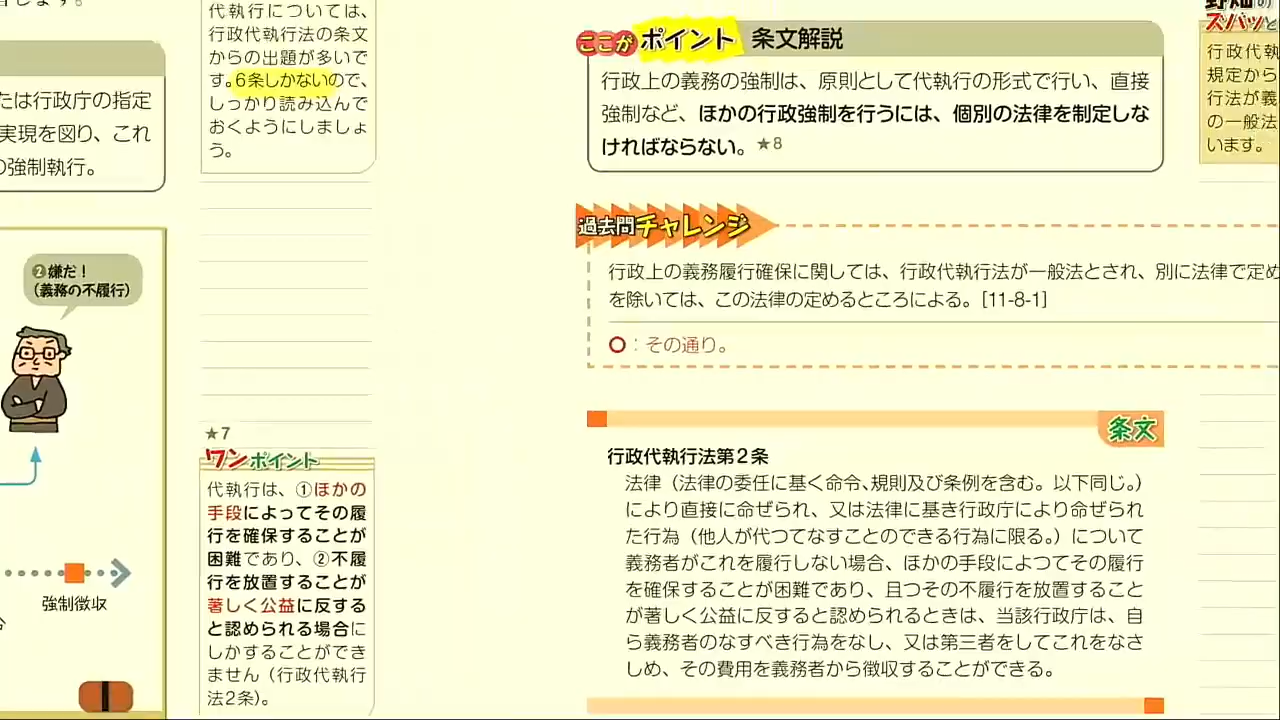 たは行政庁の指定
実現を図り、これ
の強制執行。
❷嫌だ！
（義務の不履行）
強制徴収
代執行については、
行政代執行法の条文
からの出題が多いで
す。6条しかないので、
しっかり読み込んで
おくようにしましょ
う。
★7
ワンポイント
代執行は、①ほかの
手段によってその履
行を確保することが
困難であり、②不履
行を放置することが
著しく公益に反する
と認められる場合に
しかすることができ
ません（行政代執行
法2条）。
ここがポイント 条文解説
行政上の義務の強制は、原則として代執行の形式で行い、直接
強制など、ほかの行政強制を行うには、個別の法律を制定しな
ければならない。★8
過去問チャレンジ
行政上の義務履行確保に関しては、行政代執行法が一般法とされ、別に法律で定め
を除いては、この法律の定めるところによる。[11-8-1]
○：その通り。
条文
行政代執行法第２条
法律（法律の委任に基く命令､規則及び条例を含む。以下同じ。）
により直接に命ぜられ、又は法律に基き行政庁により命ぜられ
た行為（他人が代つてなすことのできる行為に限る。）について
義務者がこれを履行しない場合、ほかの手段によつてその履行
を確保することが困難であり、且つその不履行を放置すること
が著しく公益に反すると認められるときは、当該行政庁は、自
ら義務者のなすべき行為をなし、又は第三者をしてこれをなさ
しめ、その費用を義務者から徴収することができる。
ズバッと
行政代執
規定から
行法が義
の一般法
います。